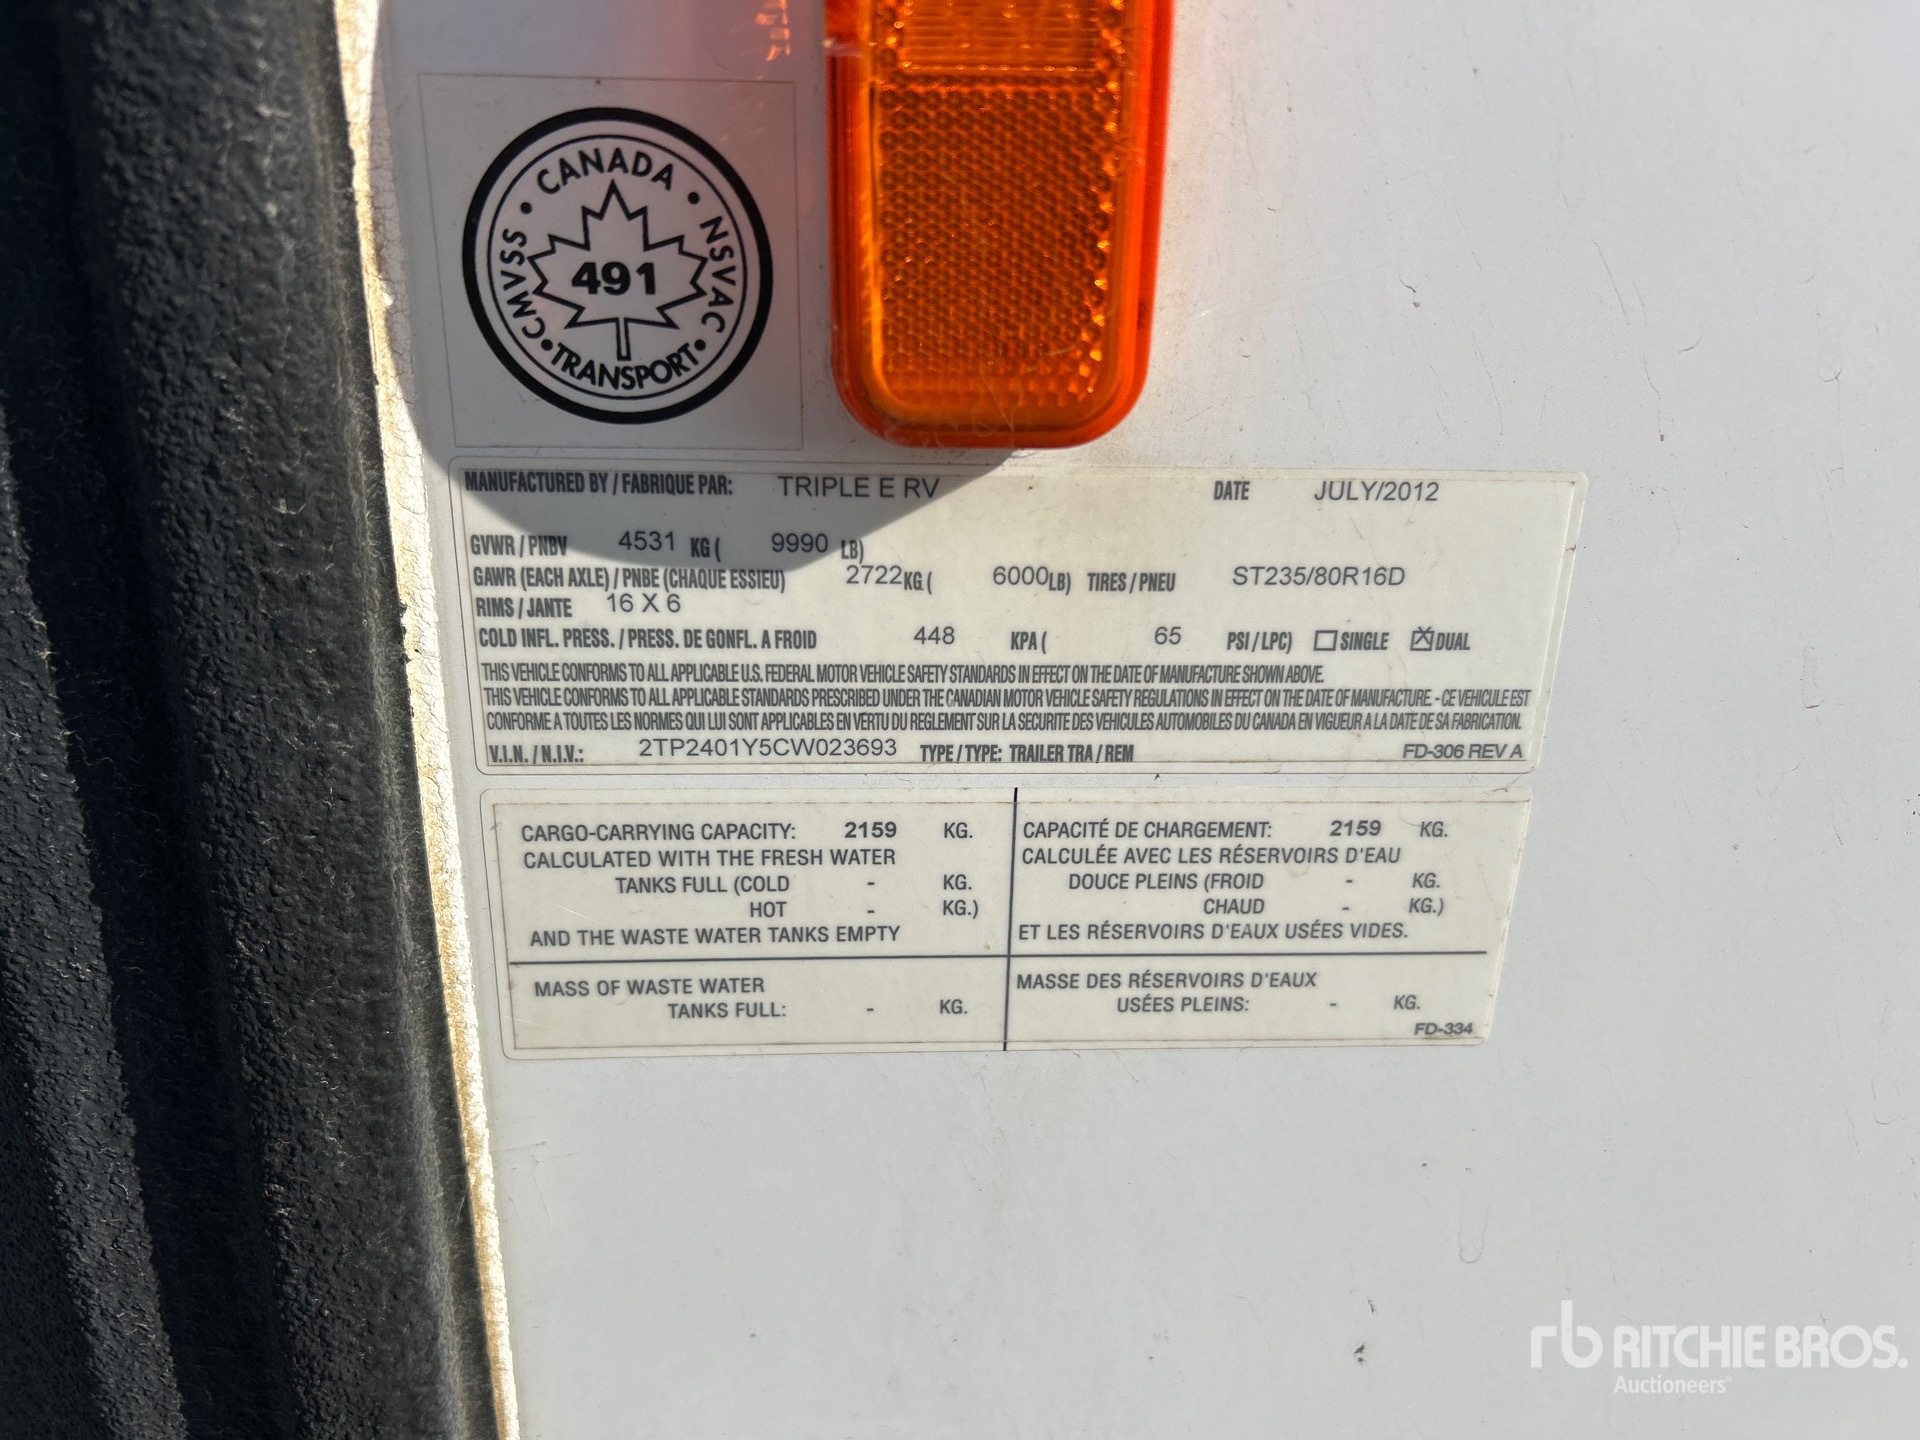 CANADA • NSVAC • TRANSPORT • CMVSS •
491
MANUFACTURED BY / FABRIQUE PAR: TRIPLE E RV DATE JULY/2012
GVWR / PNBV 4531 KG ( 9990 LB)
GAWR (EACH AXLE) / PNBE (CHAQUE ESSIEU) 2722 KG ( 6000 LB) TIRES / PNEU ST235/80R16D
RIMS / JANTE 16 X 6
COLD INFL. PRESS. / PRESS. DE GONFL. A FROID 448 KPA ( 65 PSI / LPC) ☐ SINGLE ☒ DUAL
THIS VEHICLE CONFORMS TO ALL APPLICABLE U.S. FEDERAL MOTOR VEHICLE SAFETY STANDARDS IN EFFECT ON THE DATE OF MANUFACTURE SHOWN ABOVE.
THIS VEHICLE CONFORMS TO ALL APPLICABLE STANDARDS PRESCRIBED UNDER THE CANADIAN MOTOR VEHICLE SAFETY REGULATIONS IN EFFECT ON THE DATE OF MANUFACTURE. - CE VEHICULE EST
CONFORME A TOUTES LES NORMES QUI LUI SONT APPLICABLES EN VERTU DU REGLEMENT SUR LA SECURITE DES VEHICULES AUTOMOBILES DU CANADA EN VIGUEUR A LA DATE DE SA FABRICATION.
V.I.N. / N.I.V.: 2TP2401Y5CW023693 TYPE / TYPE: TRAILER TRA / REM FD-306 REV A
CARGO-CARRYING CAPACITY: 2159 KG.
CALCULATED WITH THE FRESH WATER
TANKS FULL (COLD - KG.
HOT - KG.)
AND THE WASTE WATER TANKS EMPTY
CAPACITÉ DE CHARGEMENT: 2159 KG.
CALCULÉE AVEC LES RÉSERVOIRS D'EAU
DOUCE PLEINS (FROID - KG.
CHAUD - KG.)
ET LES RÉSERVOIRS D'EAUX USÉES VIDES.
MASS OF WASTE WATER
TANKS FULL: - KG.
MASSE DES RÉSERVOIRS D'EAUX
USÉES PLEINS: - KG.
FD-334
rb RITCHIE BROS.
Auctioneers